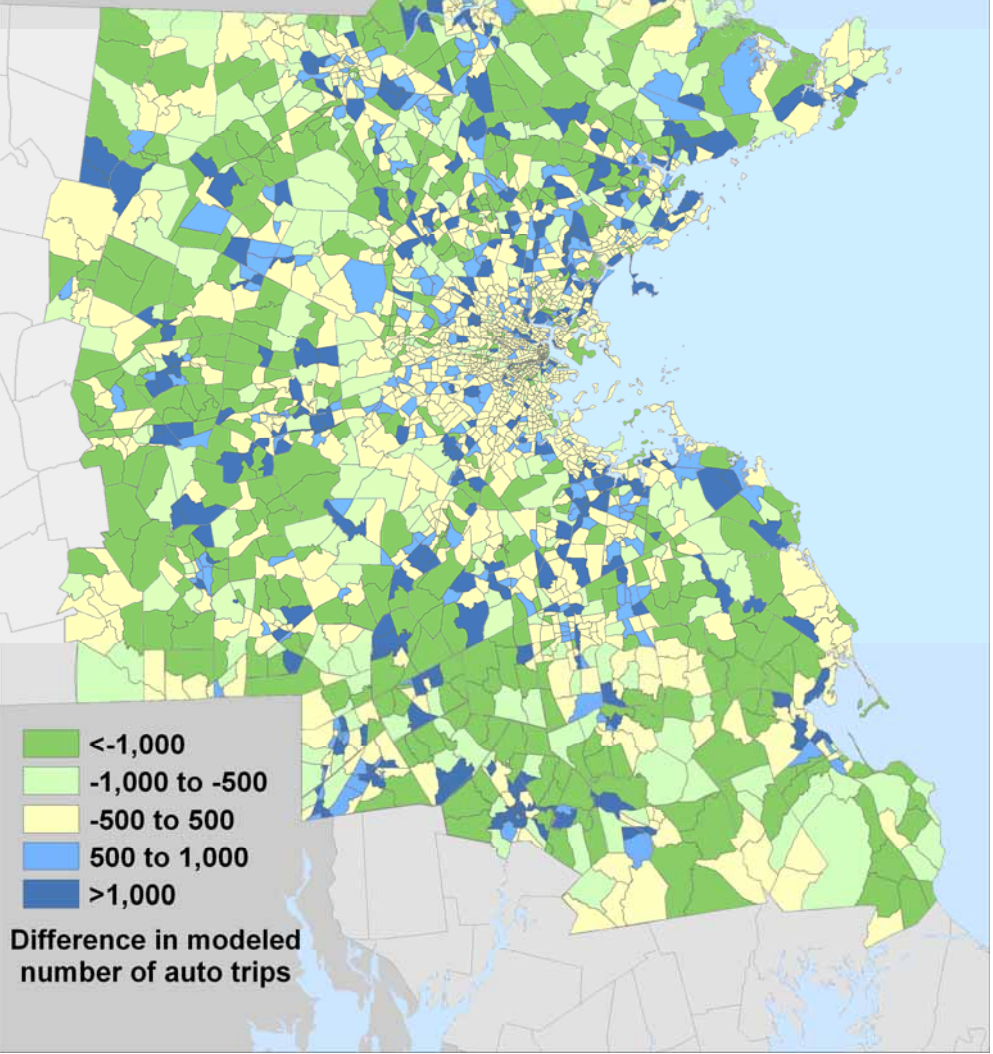 <-1,000
-1,000 to -500
-500 to 500
500 to 1,000
>1,000
Difference in modeled
number of auto trips